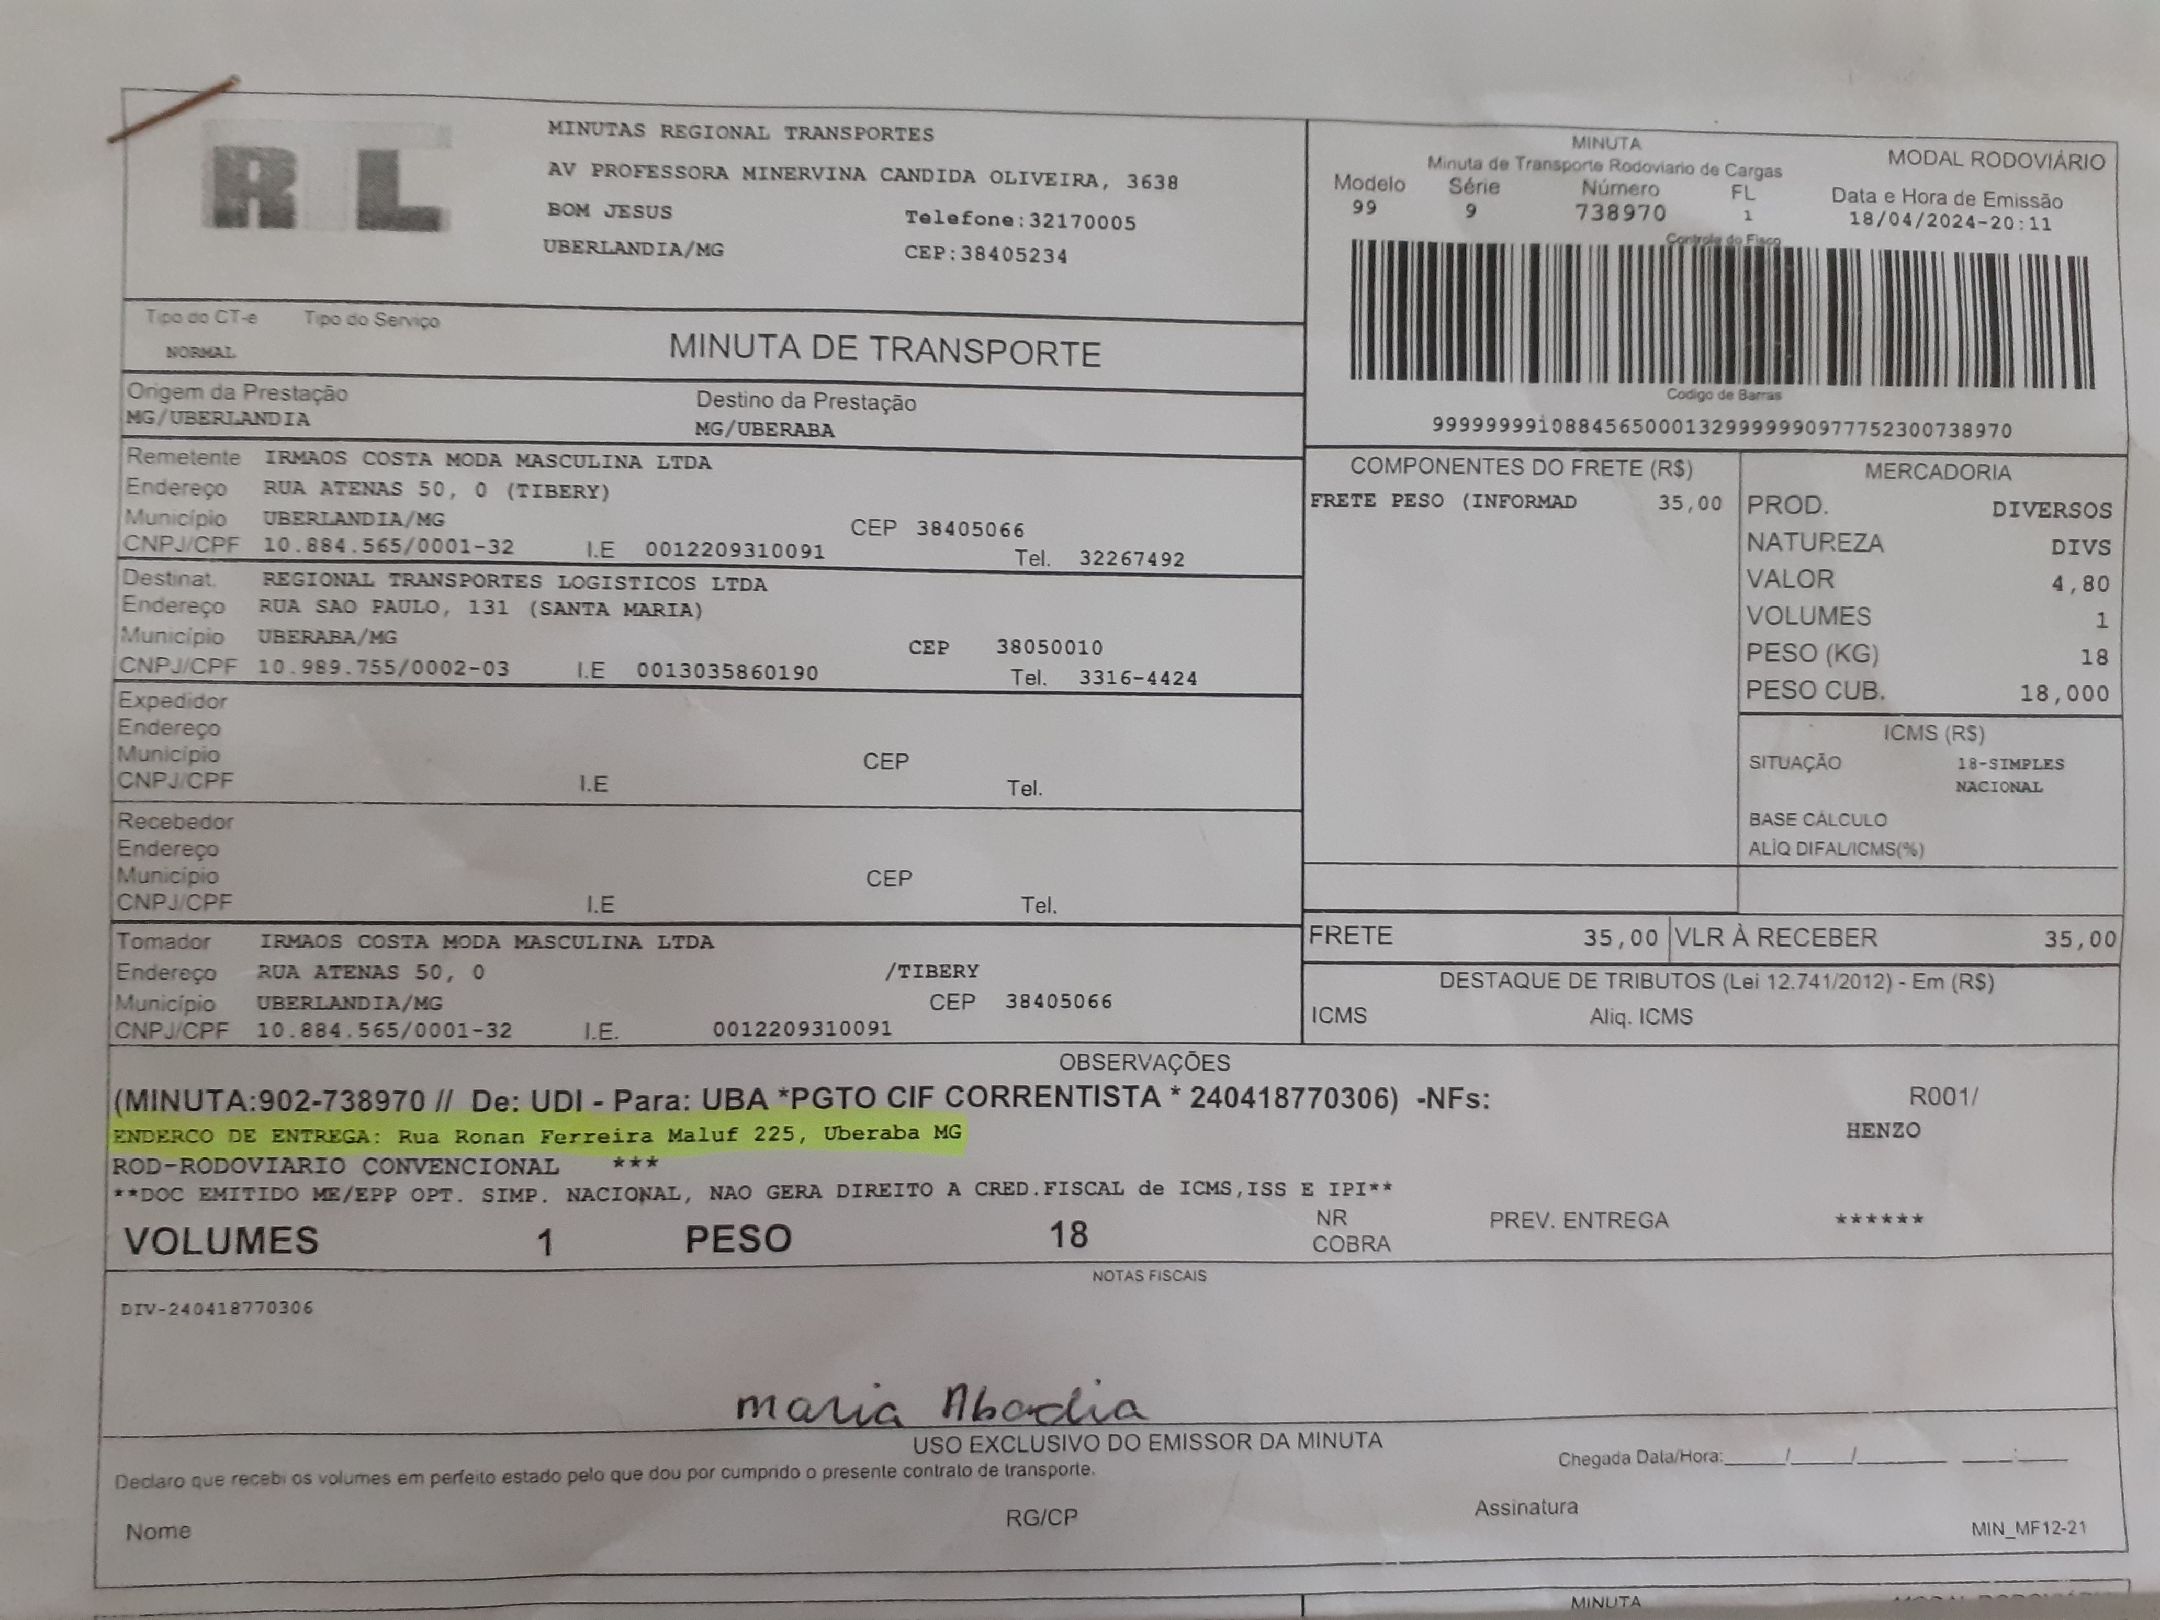 RTL
MINUTAS REGIONAL TRANSPORTES
AV PROFESSORA MINERVINA CANDIDA OLIVEIRA, 3638
BOM JESUS Telefone:32170005
UBERLANDIA/MG CEP:38405234
MINUTA
Minuta de Transporte Rodoviario de Cargas
MODAL RODOVIÁRIO
Modelo Série Número FL Data e Hora de Emissão
99 9 738970 1 18/04/2024-20:11
Controle do Fisco
Codigo de Barras
Tipo do CT-e Tipo do Serviço
NORMAL
MINUTA DE TRANSPORTE
Origem da Prestação Destino da Prestação
MG/UBERLANDIA MG/UBERABA
Remetente IRMAOS COSTA MODA MASCULINA LTDA
Endereço RUA ATENAS 50, 0 (TIBERY)
Município UBERLANDIA/MG CEP 38405066
CNPJ/CPF 10.884.565/0001-32 I.E 0012209310091 Tel. 32267492
Destinat. REGIONAL TRANSPORTES LOGISTICOS LTDA
Endereço RUA SAO PAULO, 131 (SANTA MARIA)
Município UBERABA/MG CEP 38050010
CNPJ/CPF 10.989.755/0002-03 I.E 0013035860190 Tel. 3316-4424
Expedidor
Endereço
Município CEP
CNPJ/CPF I.E Tel.
Recebedor
Endereço
Município CEP
CNPJ/CPF I.E Tel.
Tomador IRMAOS COSTA MODA MASCULINA LTDA
Endereço RUA ATENAS 50, 0 /TIBERY
Município UBERLANDIA/MG CEP 38405066
CNPJ/CPF 10.884.565/0001-32 I.E. 0012209310091
COMPONENTES DO FRETE (R$)
FRETE PESO (INFORMAD 35,00
MERCADORIA
PROD. DIVERSOS
NATUREZA DIVS
VALOR 4,80
VOLUMES 1
PESO (KG) 18
PESO CUB. 18,000
ICMS (R$)
SITUAÇÃO 18-SIMPLES
NACIONAL
BASE CÁLCULO
ALÍQ DIFAL/ICMS(%)
FRETE 35,00 VLR À RECEBER 35,00
DESTAQUE DE TRIBUTOS (Lei 12.741/2012) - Em (R$)
ICMS Aliq. ICMS
OBSERVAÇÕES
(MINUTA:902-738970 // De: UDI - Para: UBA *PGTO CIF CORRENTISTA * 240418770306) -NFs: R001/
ENDERCO DE ENTREGA: Rua Ronan Ferreira Maluf 225, Uberaba MG HENZO
ROD-RODOVIARIO CONVENCIONAL ***
**DOC EMITIDO ME/EPP OPT. SIMP. NACIONAL, NAO GERA DIREITO A CRED.FISCAL de ICMS,ISS E IPI**
VOLUMES 1 PESO 18 NR COBRA PREV. ENTREGA ******
NOTAS FISCAIS
DIV-240418770306
maria Abadia
USO EXCLUSIVO DO EMISSOR DA MINUTA
Declaro que recebi os volumes em perfeito estado pelo que dou por cumprido o presente contrato de transporte.
Chegada Data/Hora:_____/_____/_______ ____:____
Nome RG/CP Assinatura
MIN_MF12-21
MINUTA